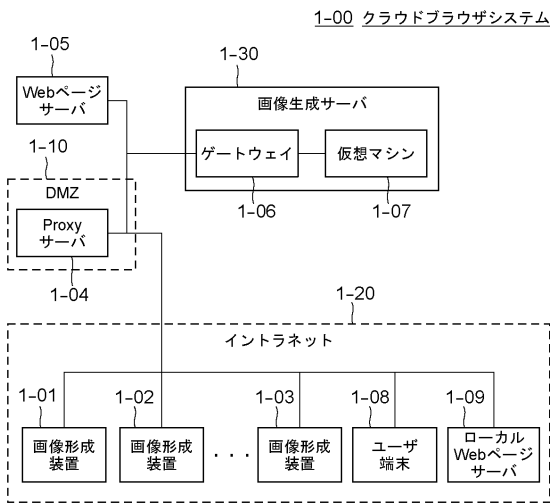 1-00 クラウドブラウザシステム
1-05
Webページ
サーバ
1-30
画像生成サーバ
ゲートウェイ
仮想マシン
1-06
1-07
1-10
DMZ
Proxy
サーバ
1-04
1-20
イントラネット
1-01
1-02
1-03
1-08
1-09
画像形成
装置
画像形成
装置
・・・
画像形成
装置
ユーザ
端末
ローカル
Webページ
サーバ